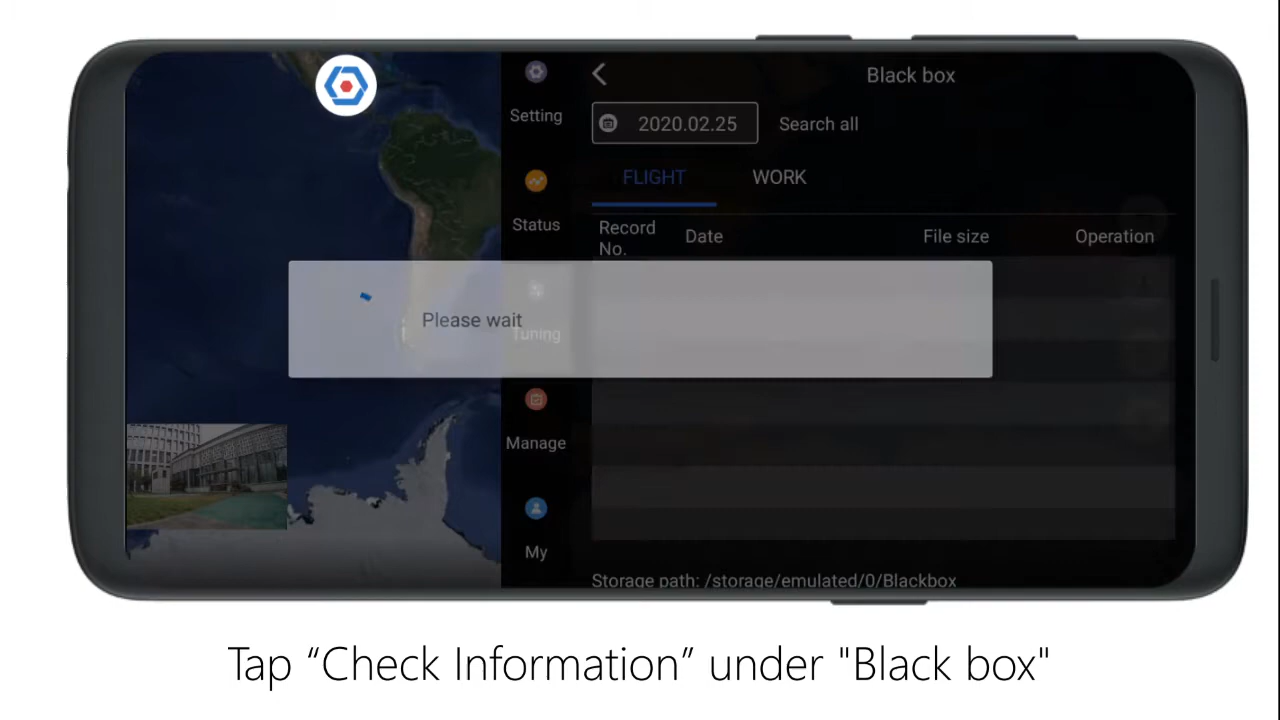 Setting
Status
Tuning
Manage
My
Black box
2020.02.25 Search all
FLIGHT WORK
Record No. Date File size Operation
Please wait
Storage path: /storage/emulated/0/Blackbox
Tap “Check Information” under "Black box"